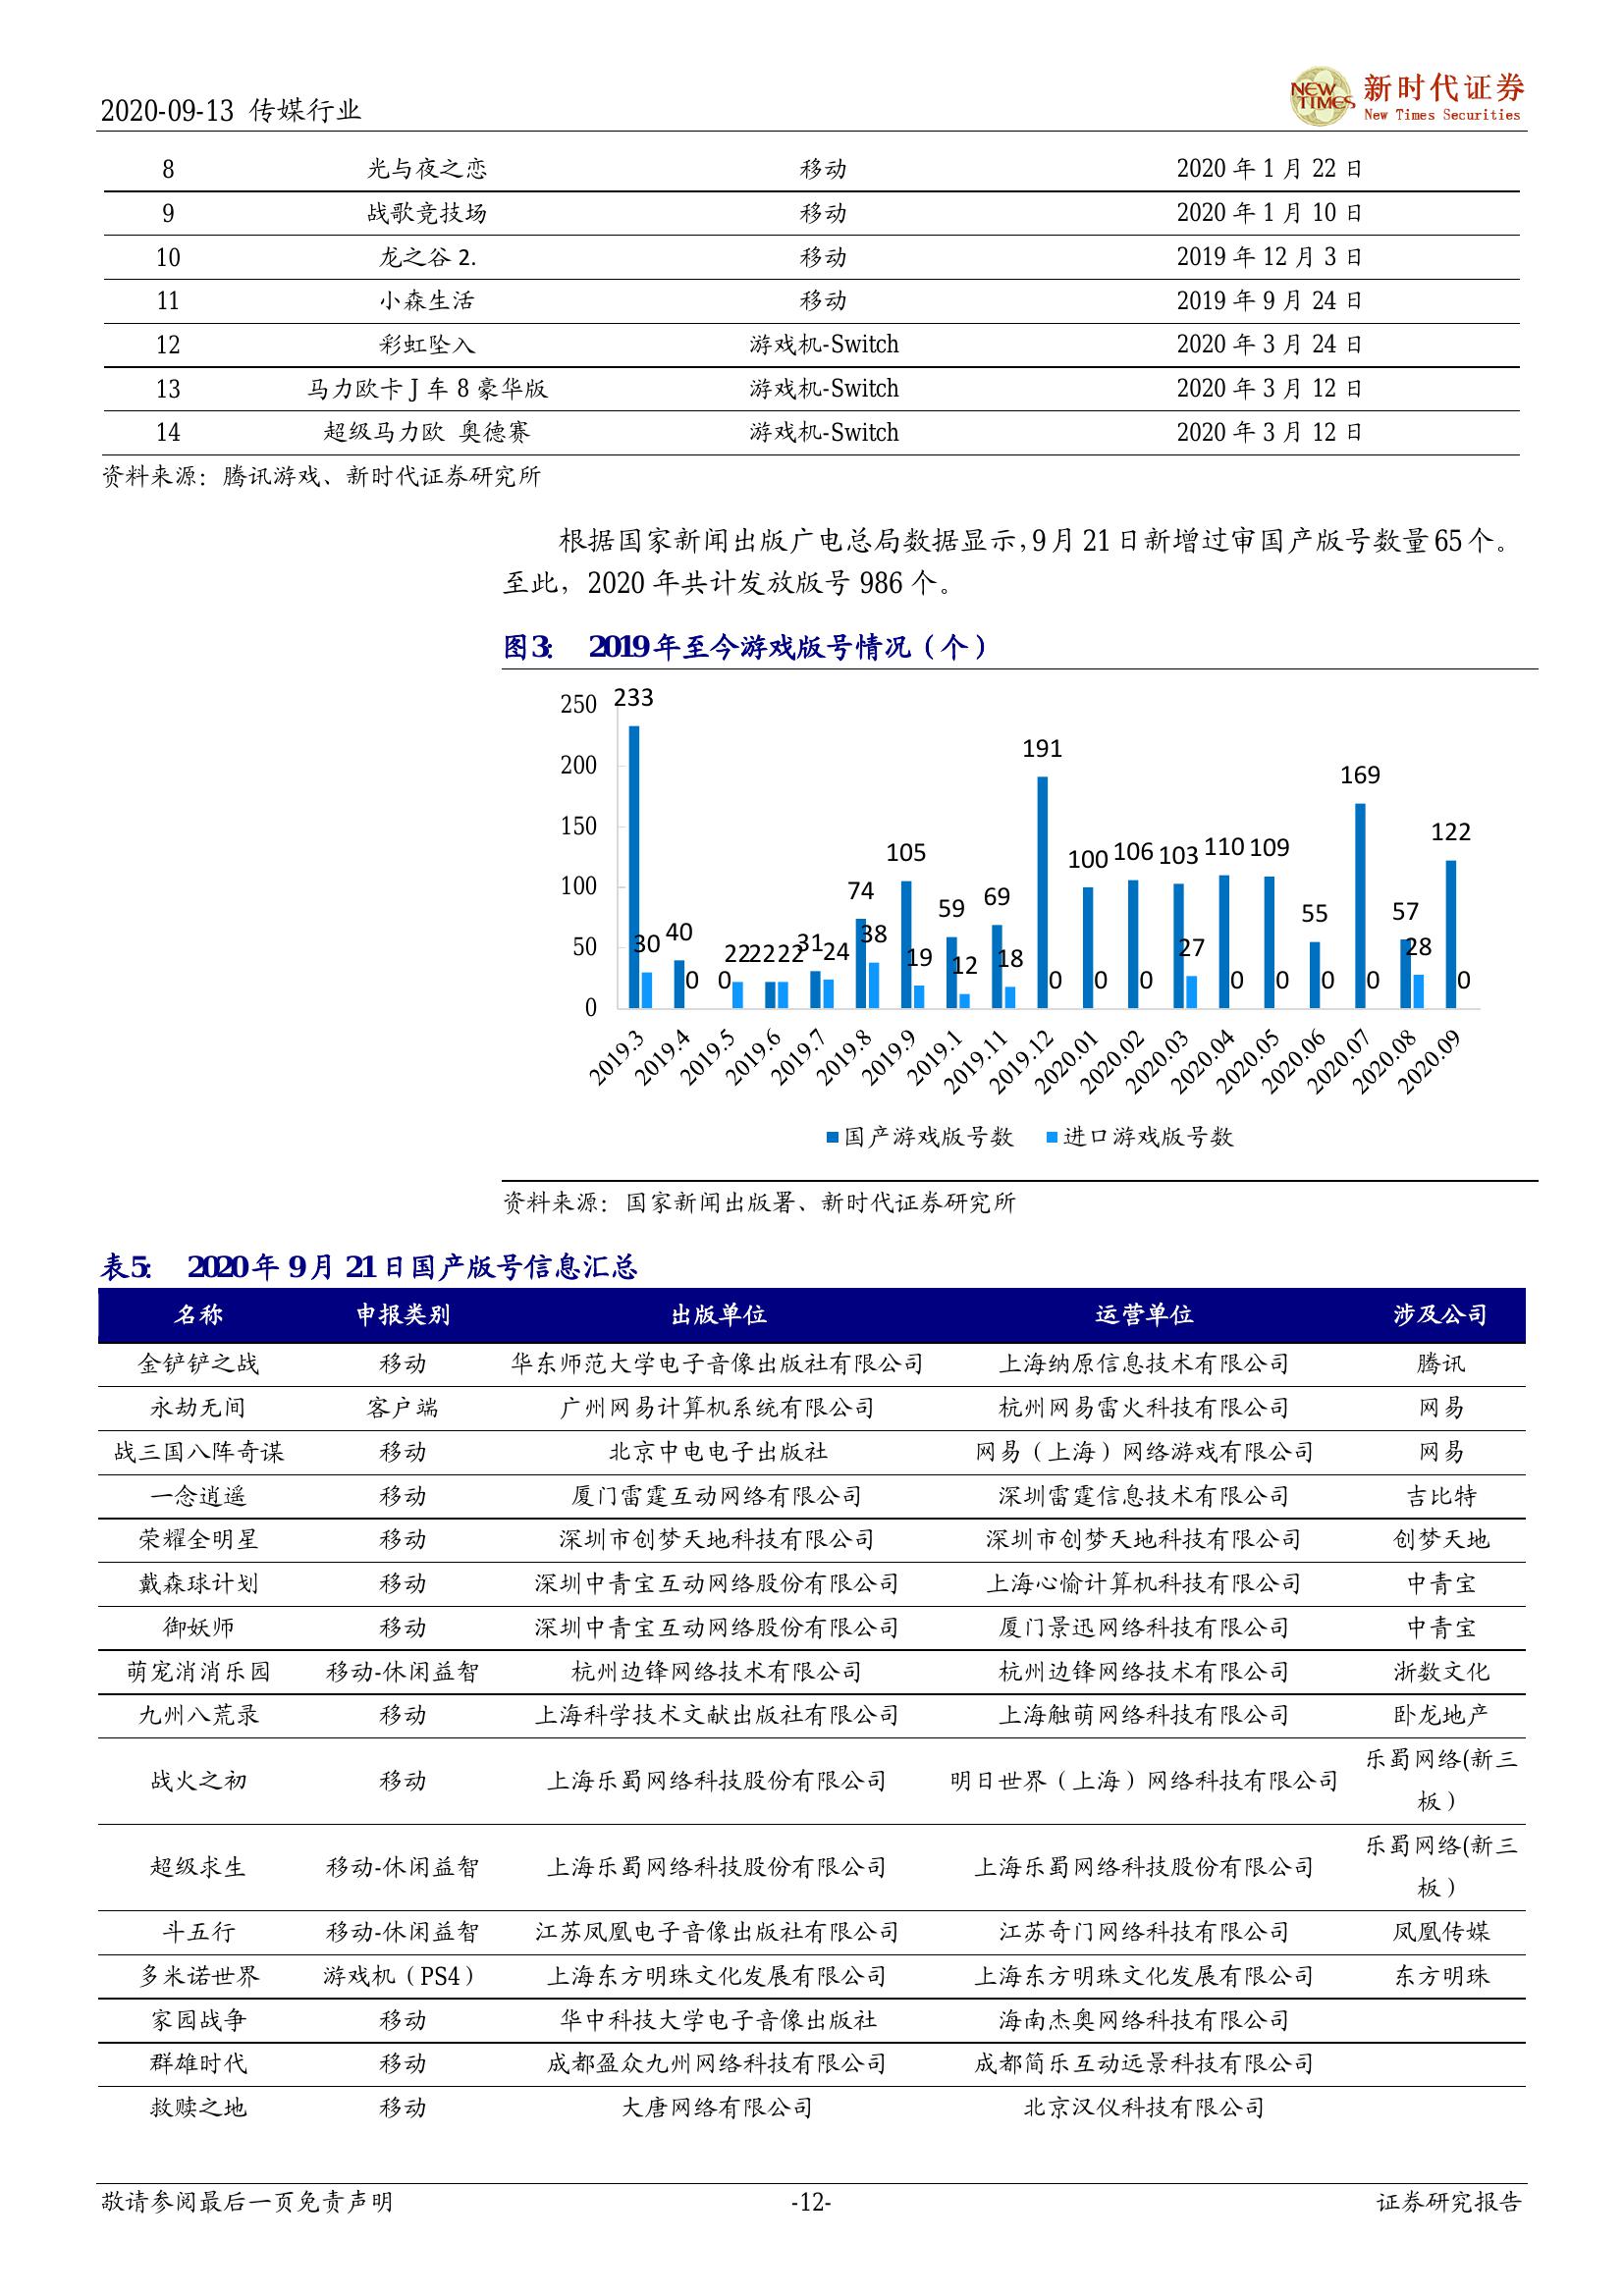 2020-09-13 传媒行业
NEW TIMES 新时代证券
New Times Securities
8 光与夜之恋 移动 2020 年 1 月 22 日
9 战歌竞技场 移动 2020 年 1 月 10 日
10 龙之谷 2. 移动 2019 年 12 月 3 日
11 小森生活 移动 2019 年 9 月 24 日
12 彩虹坠入 游戏机-Switch 2020 年 3 月 24 日
13 马力欧卡 J 车 8 豪华版 游戏机-Switch 2020 年 3 月 12 日
14 超级马力欧 奥德赛 游戏机-Switch 2020 年 3 月 12 日
资料来源：腾讯游戏、新时代证券研究所
根据国家新闻出版广电总局数据显示，9 月 21 日新增过审国产版号数量 65 个。
至此，2020 年共计发放版号 986 个。
图3： 2019年至今游戏版号情况（个）
250
200
150
100
50
0
233 40 0 22 31 74 105 59 69 191 100 106 103 110 109 55 169 57 122
30 0 22 22 24 38 19 12 18 0 0 0 27 0 0 0 0 28 0
2019.3 2019.4 2019.5 2019.6 2019.7 2019.8 2019.9 2019.1 2019.11 2019.12 2020.01 2020.02 2020.03 2020.04 2020.05 2020.06 2020.07 2020.08 2020.09
国产游戏版号数 进口游戏版号数
资料来源：国家新闻出版署、新时代证券研究所
表5： 2020年 9月 21日国产版号信息汇总
名称 申报类别 出版单位 运营单位 涉及公司
金铲铲之战 移动 华东师范大学电子音像出版社有限公司 上海纳原信息技术有限公司 腾讯
永劫无间 客户端 广州网易计算机系统有限公司 杭州网易雷火科技有限公司 网易
战三国八阵奇谋 移动 北京中电电子出版社 网易（上海）网络游戏有限公司 网易
一念逍遥 移动 厦门雷霆互动网络有限公司 深圳雷霆信息技术有限公司 吉比特
荣耀全明星 移动 深圳市创梦天地科技有限公司 深圳市创梦天地科技有限公司 创梦天地
戴森球计划 移动 深圳中青宝互动网络股份有限公司 上海心愉计算机科技有限公司 中青宝
御妖师 移动 深圳中青宝互动网络股份有限公司 厦门景迅网络科技有限公司 中青宝
萌宠消消乐园 移动-休闲益智 杭州边锋网络技术有限公司 杭州边锋网络技术有限公司 浙数文化
九州八荒录 移动 上海科学技术文献出版社有限公司 上海触萌网络科技有限公司 卧龙地产
战火之初 移动 上海乐蜀网络科技股份有限公司 明日世界（上海）网络科技有限公司 乐蜀网络(新三
板）
超级求生 移动-休闲益智 上海乐蜀网络科技股份有限公司 上海乐蜀网络科技股份有限公司 乐蜀网络(新三
板）
斗五行 移动-休闲益智 江苏凤凰电子音像出版社有限公司 江苏奇门网络科技有限公司 凤凰传媒
多米诺世界 游戏机（PS4） 上海东方明珠文化发展有限公司 上海东方明珠文化发展有限公司 东方明珠
家园战争 移动 华中科技大学电子音像出版社 海南杰奥网络科技有限公司
群雄时代 移动 成都盈众九州网络科技有限公司 成都简乐互动远景科技有限公司
救赎之地 移动 大唐网络有限公司 北京汉仪科技有限公司
敬请参阅最后一页免责声明 -12- 证券研究报告